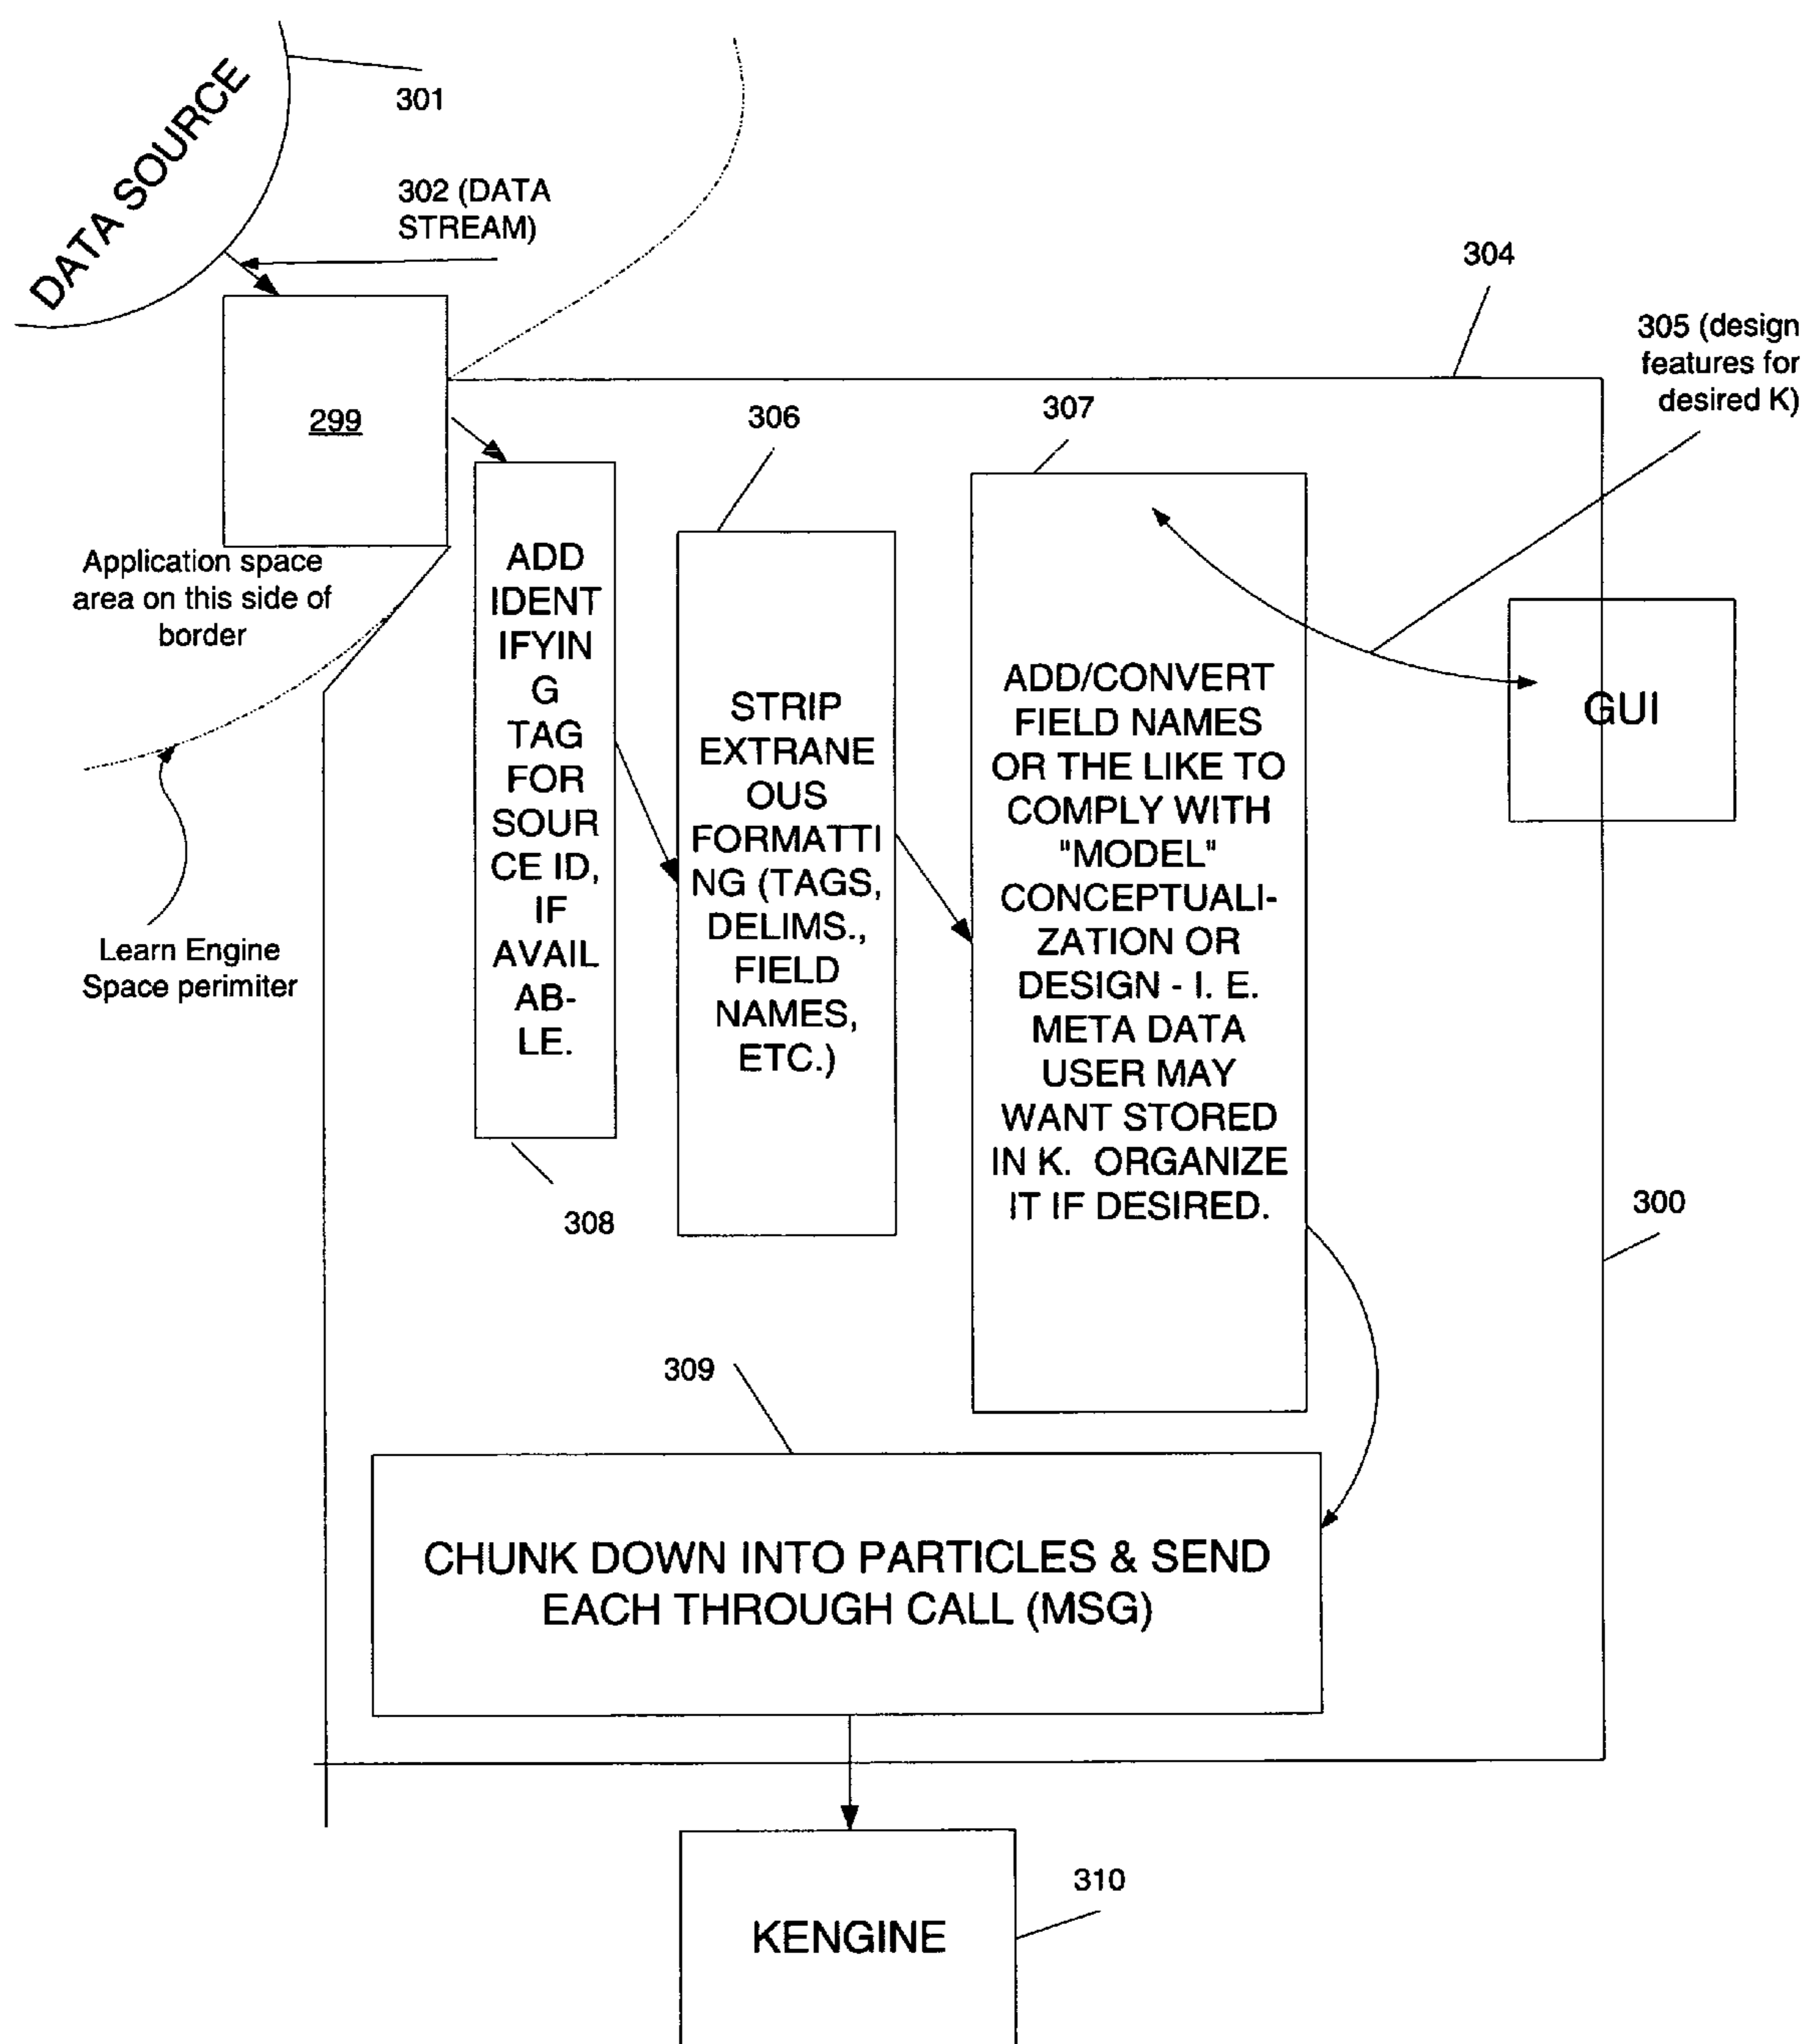 DATA SOURCE
301
302 (DATA
STREAM)
304
305 (design
features for
desired K)
299
306
307
Application space
area on this side of
border
ADD
IDENT
IFYIN
G
TAG
FOR
SOUR
CE ID,
IF
AVAIL
AB-
LE.
STRIP
EXTRANE
OUS
FORMATTI
NG (TAGS,
DELIMS.,
FIELD
NAMES,
ETC.)
ADD/CONVERT
FIELD NAMES
OR THE LIKE TO
COMPLY WITH
"MODEL"
CONCEPTUALI-
ZATION OR
DESIGN - I. E.
META DATA
USER MAY
WANT STORED
IN K. ORGANIZE
IT IF DESIRED.
GUI
Learn Engine
Space perimiter
308
300
309
CHUNK DOWN INTO PARTICLES & SEND
EACH THROUGH CALL (MSG)
310
KENGINE